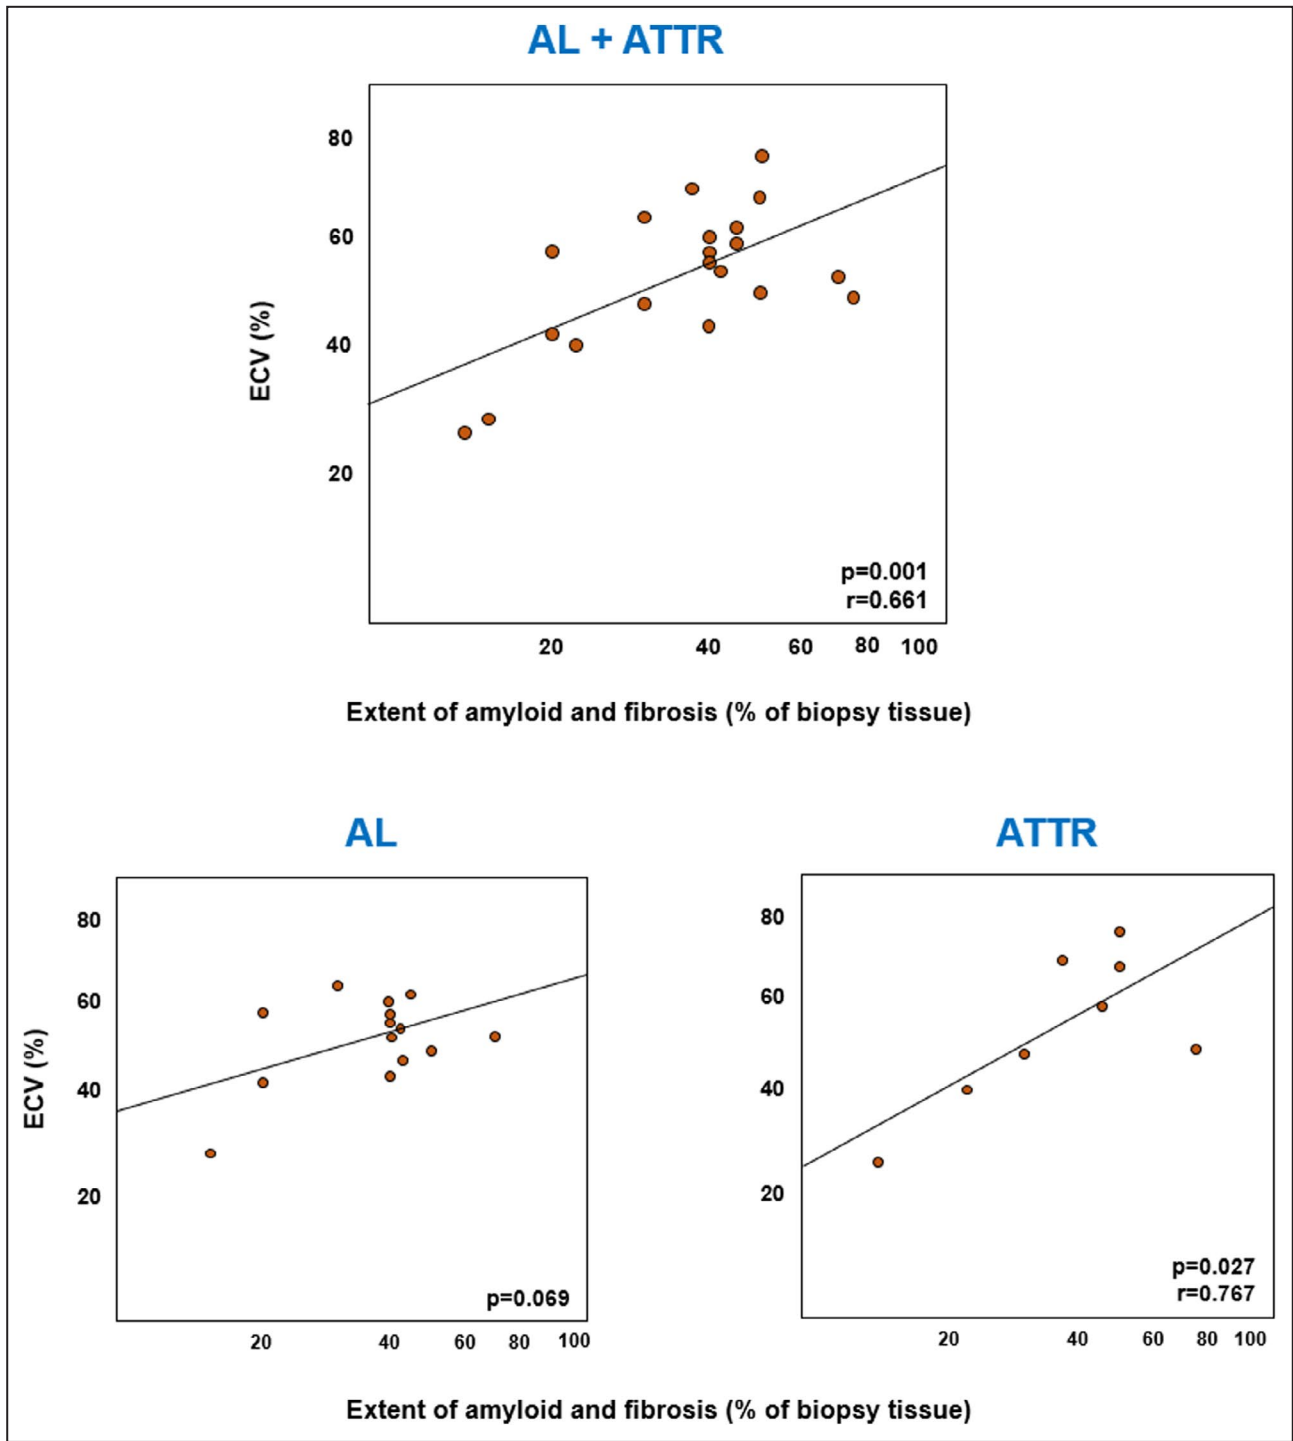 AL + ATTR
80
60
40
20
ECV (%)
p=0.001
r=0.661
20 40 60 80 100
Extent of amyloid and fibrosis (% of biopsy tissue)
AL
80
60
40
20
ECV (%)
p=0.069
20 40 60 80 100
ATTR
80
60
40
20
p=0.027
r=0.767
20 40 60 80 100
Extent of amyloid and fibrosis (% of biopsy tissue)